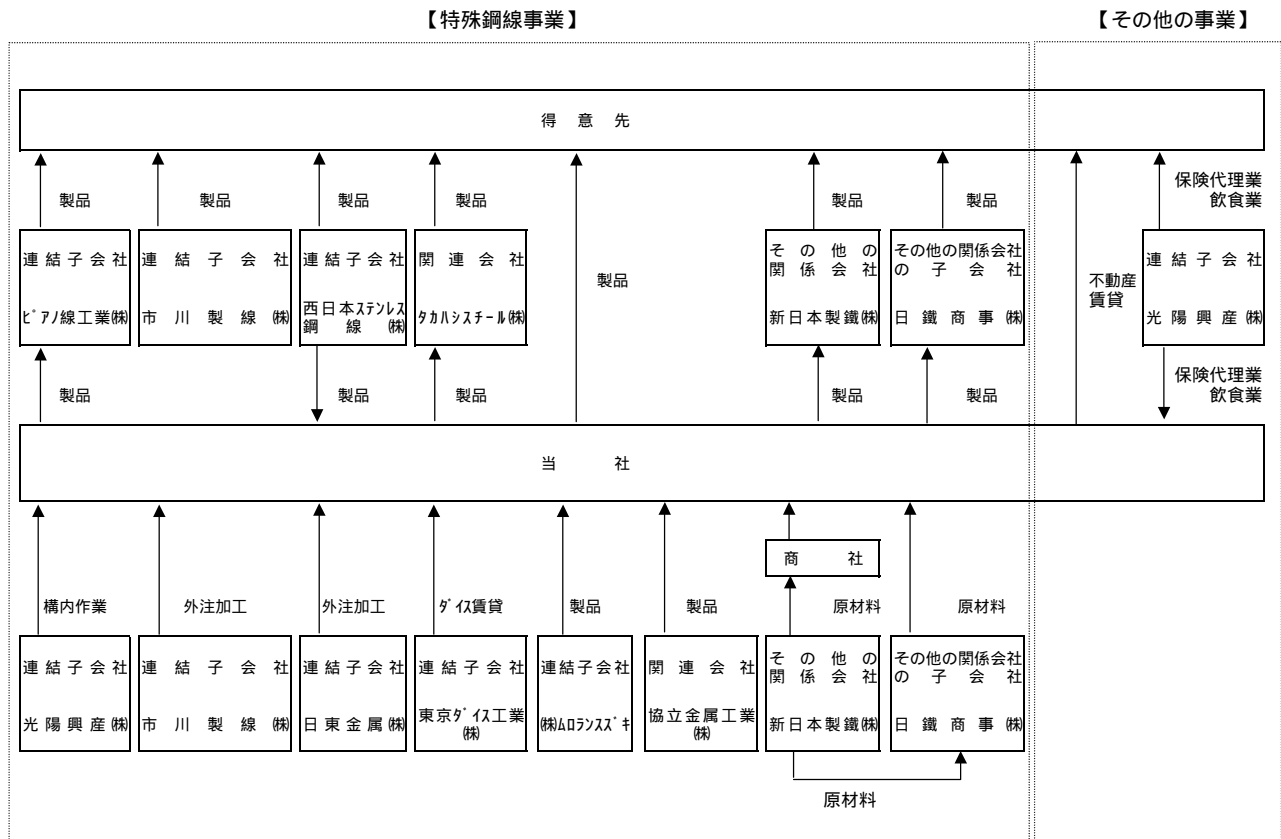 【特殊鋼線事業】
【その他の事業】
得意先
製品
製品
製品
製品
製品
製品
製品
不動産
賃貸
保険代理業
飲食業
連結子会社
ピアノ線工業㈱
連結子会社
市川製線㈱
連結子会社
西日本ステンレス
鋼線㈱
関連会社
タカハシスチール㈱
その他の
関係会社
新日本製鐵㈱
その他の関係会社
の子会社
日鐵商事㈱
連結子会社
光陽興産㈱
製品
製品
製品
製品
製品
保険代理業
飲食業
当社
商社
構内作業
外注加工
外注加工
ダイス賃貸
製品
製品
原材料
原材料
連結子会社
光陽興産㈱
連結子会社
市川製線㈱
連結子会社
日東金属㈱
連結子会社
東京ダイス工業
㈱
連結子会社
㈱ムロランスズキ
関連会社
協立金属工業
㈱
その他の
関係会社
新日本製鐵㈱
その他の関係会社
の子会社
日鐵商事㈱
原材料